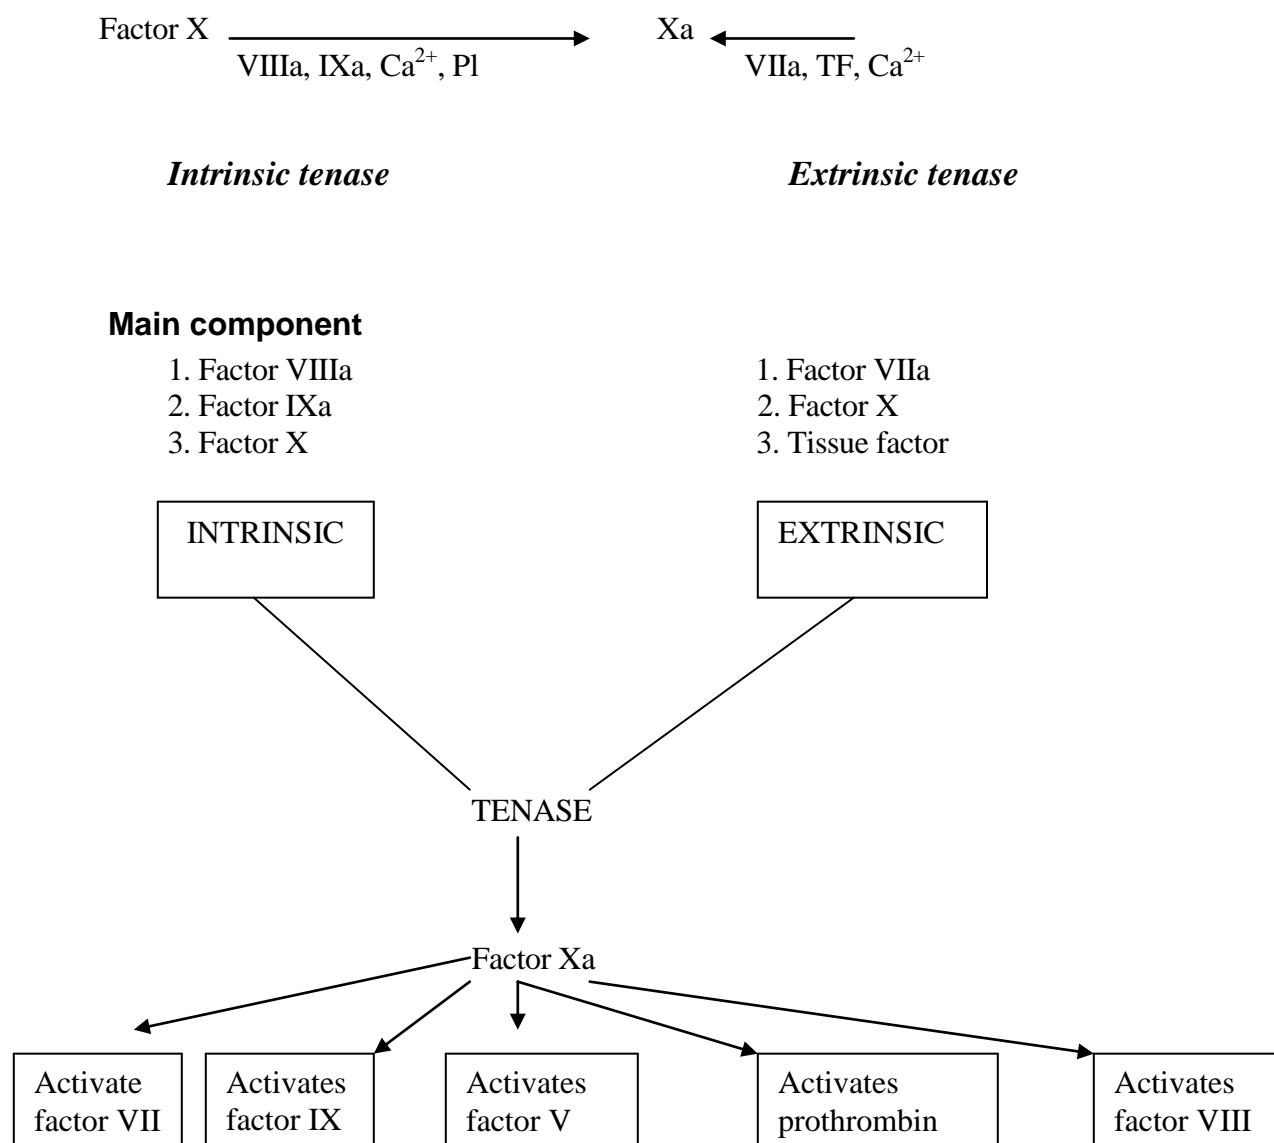 Factor X Xa
VIIIa, IXa, Ca²⁺, Pl VIIa, TF, Ca²⁺
Intrinsic tenase Extrinsic tenase
Main component
1. Factor VIIIa
2. Factor IXa
3. Factor X
1. Factor VIIa
2. Factor X
3. Tissue factor
INTRINSIC
EXTRINSIC
TENASE
Factor Xa
Activate
factor VII
Activates
factor IX
Activates
factor V
Activates
prothrombin
Activates
factor VIII